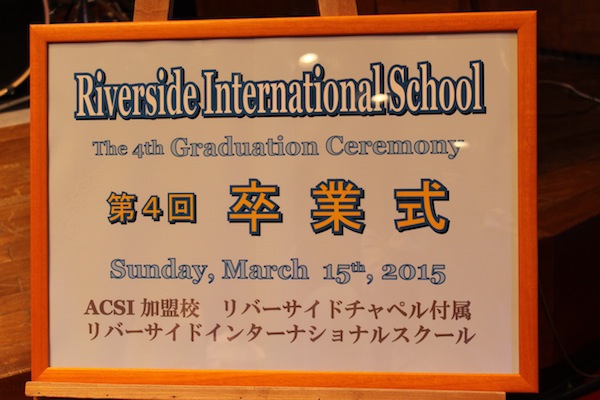 Riverside International School
The 4th Graduation Ceremony
第4回 卒業式
Sunday, March 15th, 2015
ACSI 加盟校 リバーサイドチャペル付属
リバーサイドインターナショナルスクール